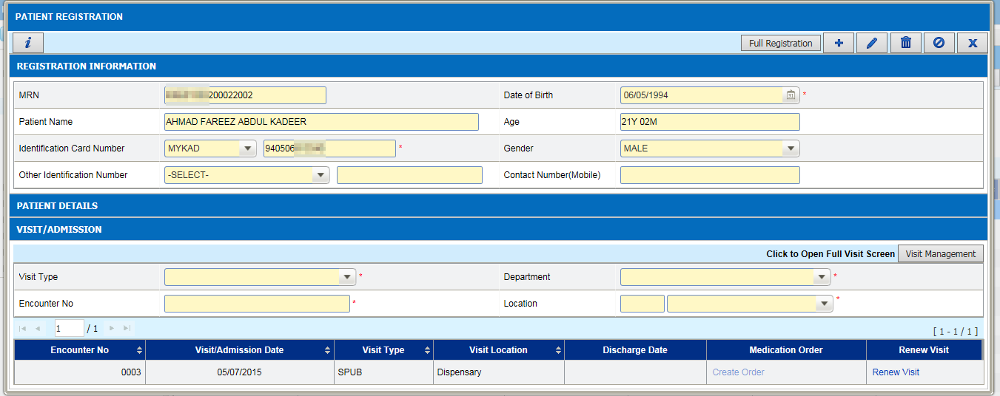 PATIENT REGISTRATION
i Full Registration
REGISTRATION INFORMATION
MRN 200022002 Date of Birth 06/05/1994 31 *
Patient Name AHMAD FAREEZ ABDUL KADEER Age 21Y 02M
Identification Card Number MYKAD 940506 * Gender MALE
Other Identification Number -SELECT- Contact Number(Mobile)
PATIENT DETAILS
VISIT/ADMISSION
Click to Open Full Visit Screen Visit Management
Visit Type * Department *
Encounter No * Location *
1 / 1 [ 1 - 1 / 1 ]
Encounter No Visit/Admission Date Visit Type Visit Location Discharge Date Medication Order Renew Visit
0003 05/07/2015 SPUB Dispensary Create Order Renew Visit